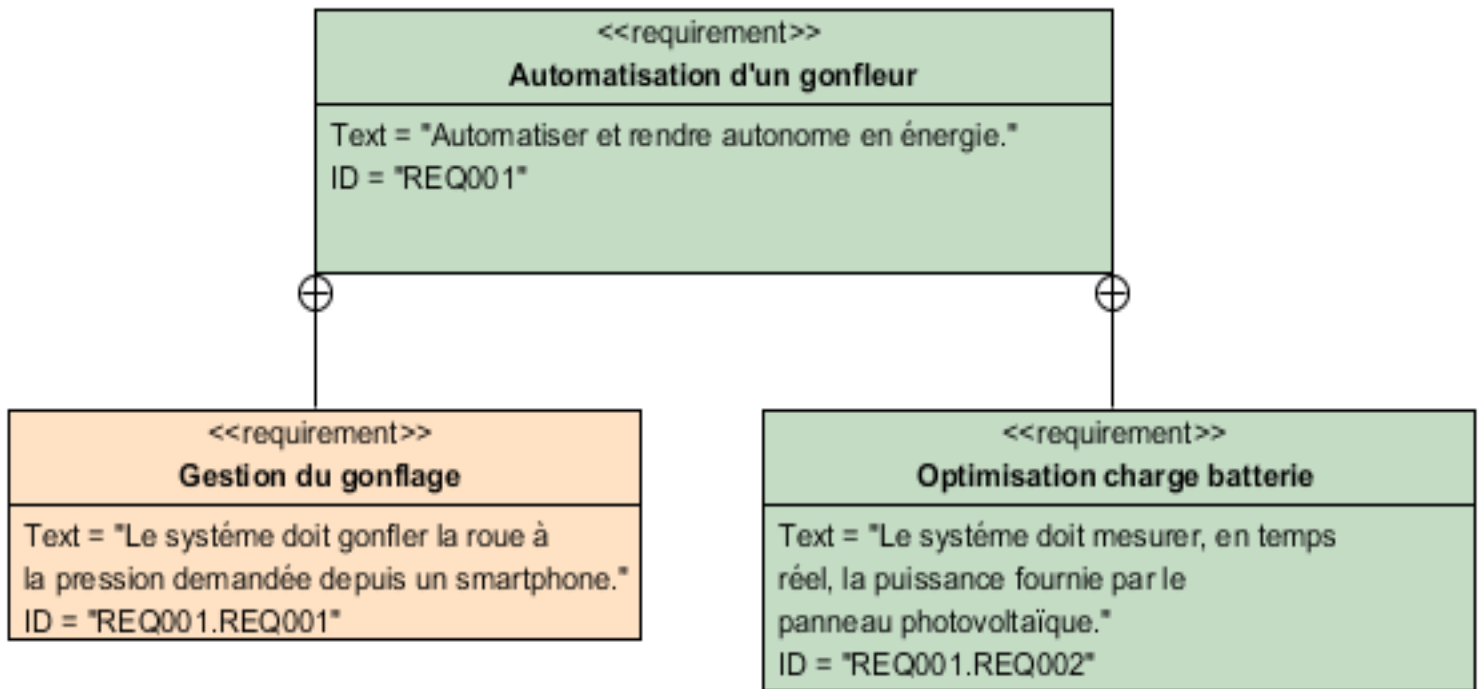 <<requirement>>
Automatisation d'un gonfleur
Text = "Automatiser et rendre autonome en énergie."
ID = "REQ001"
<<requirement>>
Gestion du gonflage
Text = "Le systéme doit gonfler la roue à
la pression demandée depuis un smartphone."
ID = "REQ001.REQ001"
<<requirement>>
Optimisation charge batterie
Text = "Le systéme doit mesurer, en temps
réel, la puissance fournie par le
panneau photovoltaïque."
ID = "REQ001.REQ002"